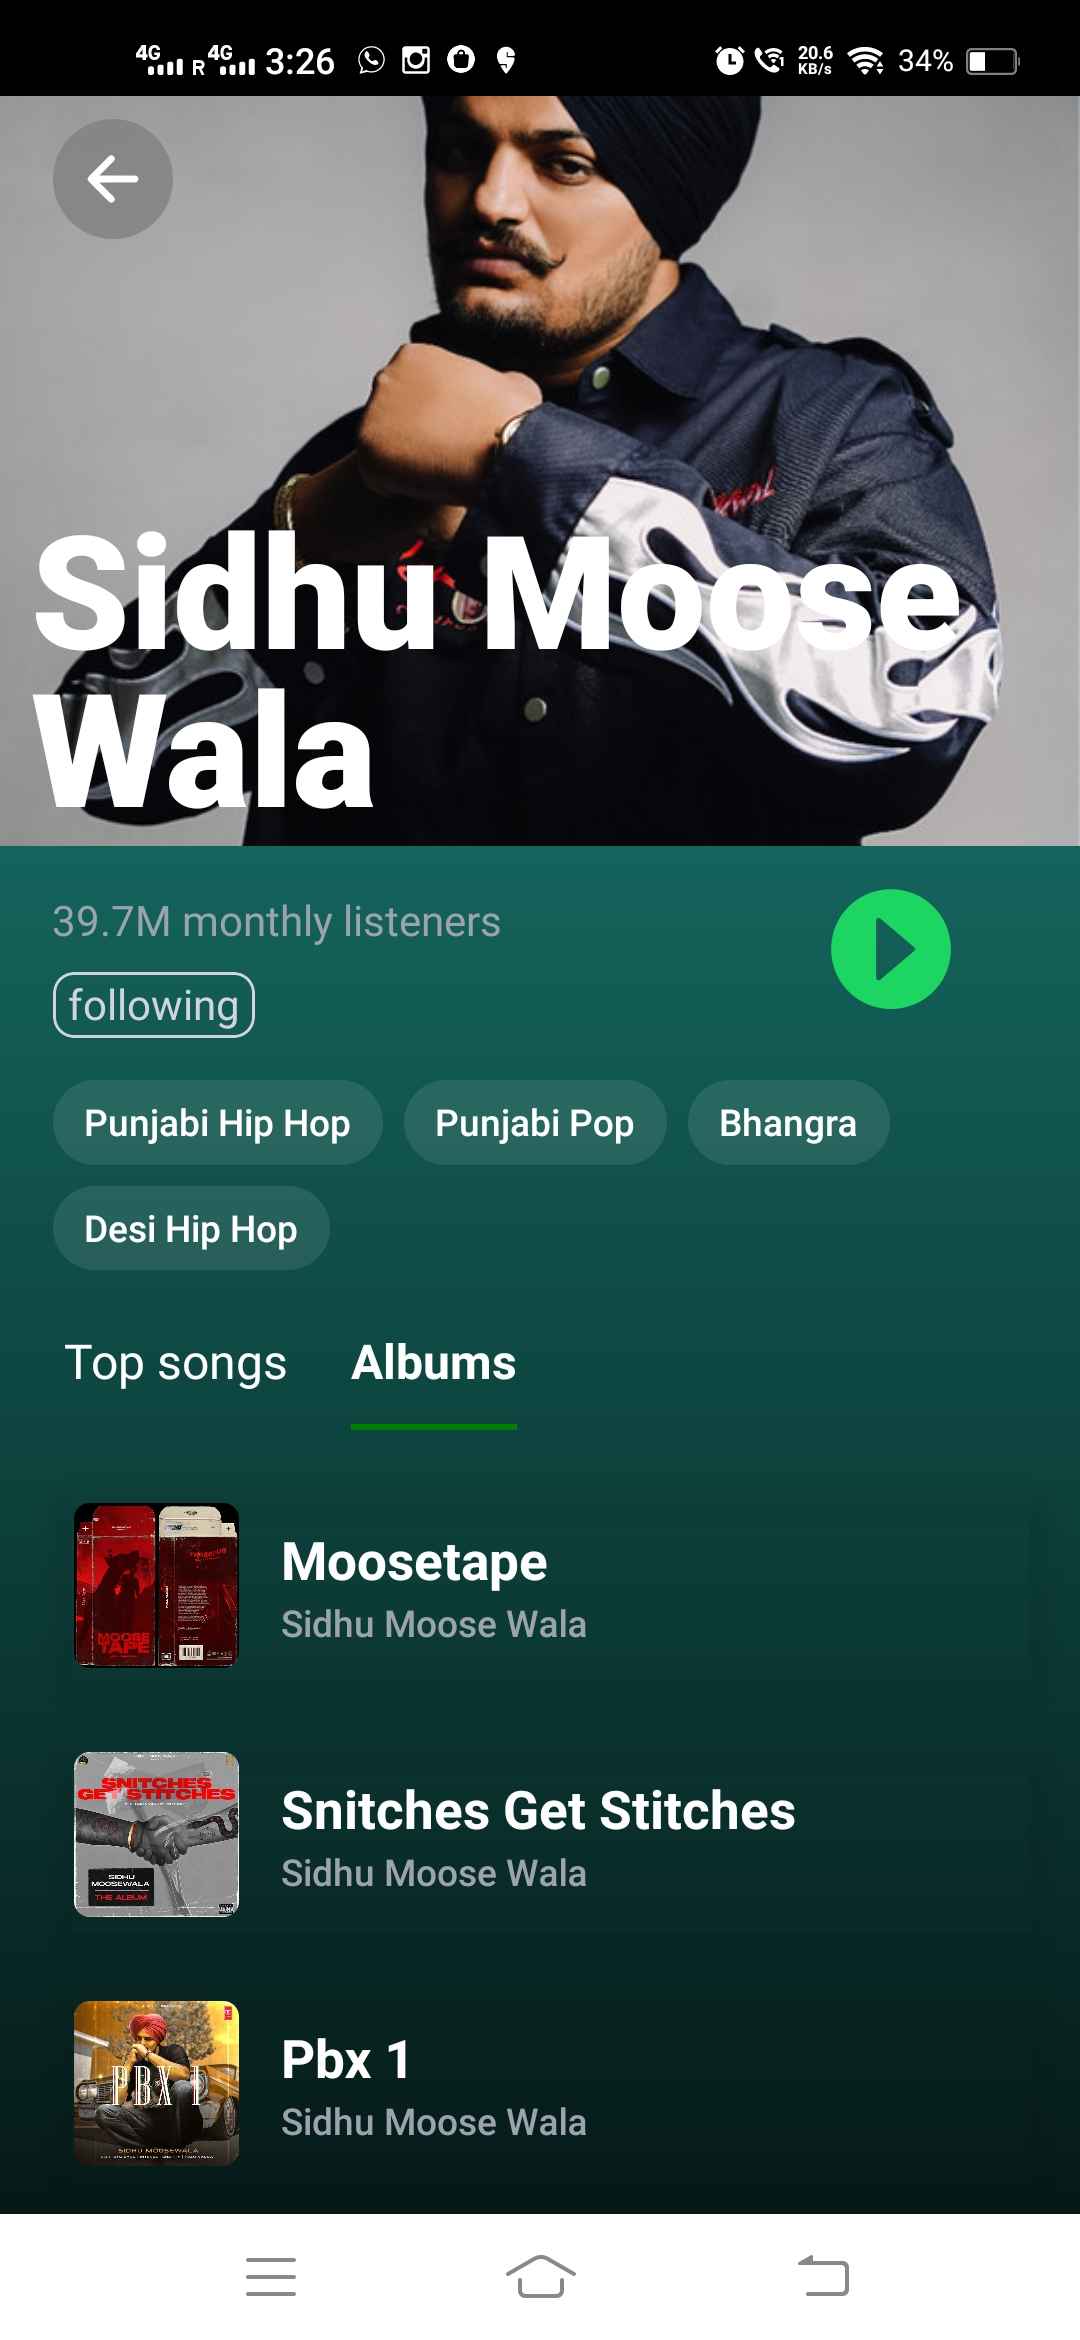 4G R 4G 3:26 20.6 KB/s 34%
Sidhu Moose
Wala
39.7M monthly listeners
following
Punjabi Hip Hop Punjabi Pop Bhangra
Desi Hip Hop
Top songs Albums
MOOSE
TAPE
Moosetape
Sidhu Moose Wala
SNITCHES
GET STITCHES
SIDHU
MOOSEWALA
THE ALBUM
Snitches Get Stitches
Sidhu Moose Wala
PBX 1
SIDHU MOOSEWALA
Pbx 1
Sidhu Moose Wala